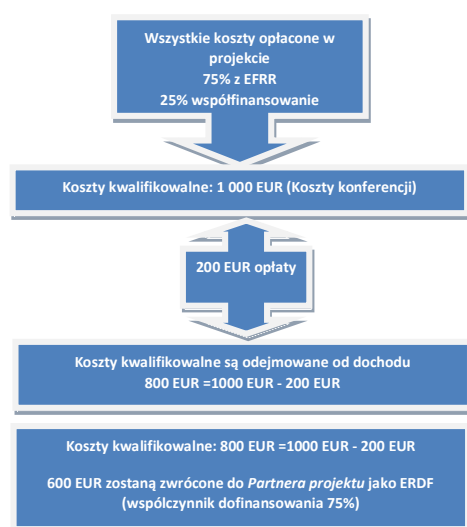 Wszystkie koszty opłacone w
projekcie
75% z EFRR
25% współfinansowanie
Koszty kwalifikowalne: 1 000 EUR (Koszty konferencji)
200 EUR opłaty
Koszty kwalifikowalne są odejmowane od dochodu
800 EUR =1000 EUR - 200 EUR
Koszty kwalifikowalne: 800 EUR =1000 EUR - 200 EUR
600 EUR zostaną zwrócone do Partnera projektu jako ERDF
(wspólczynnik dofinansowania 75%)